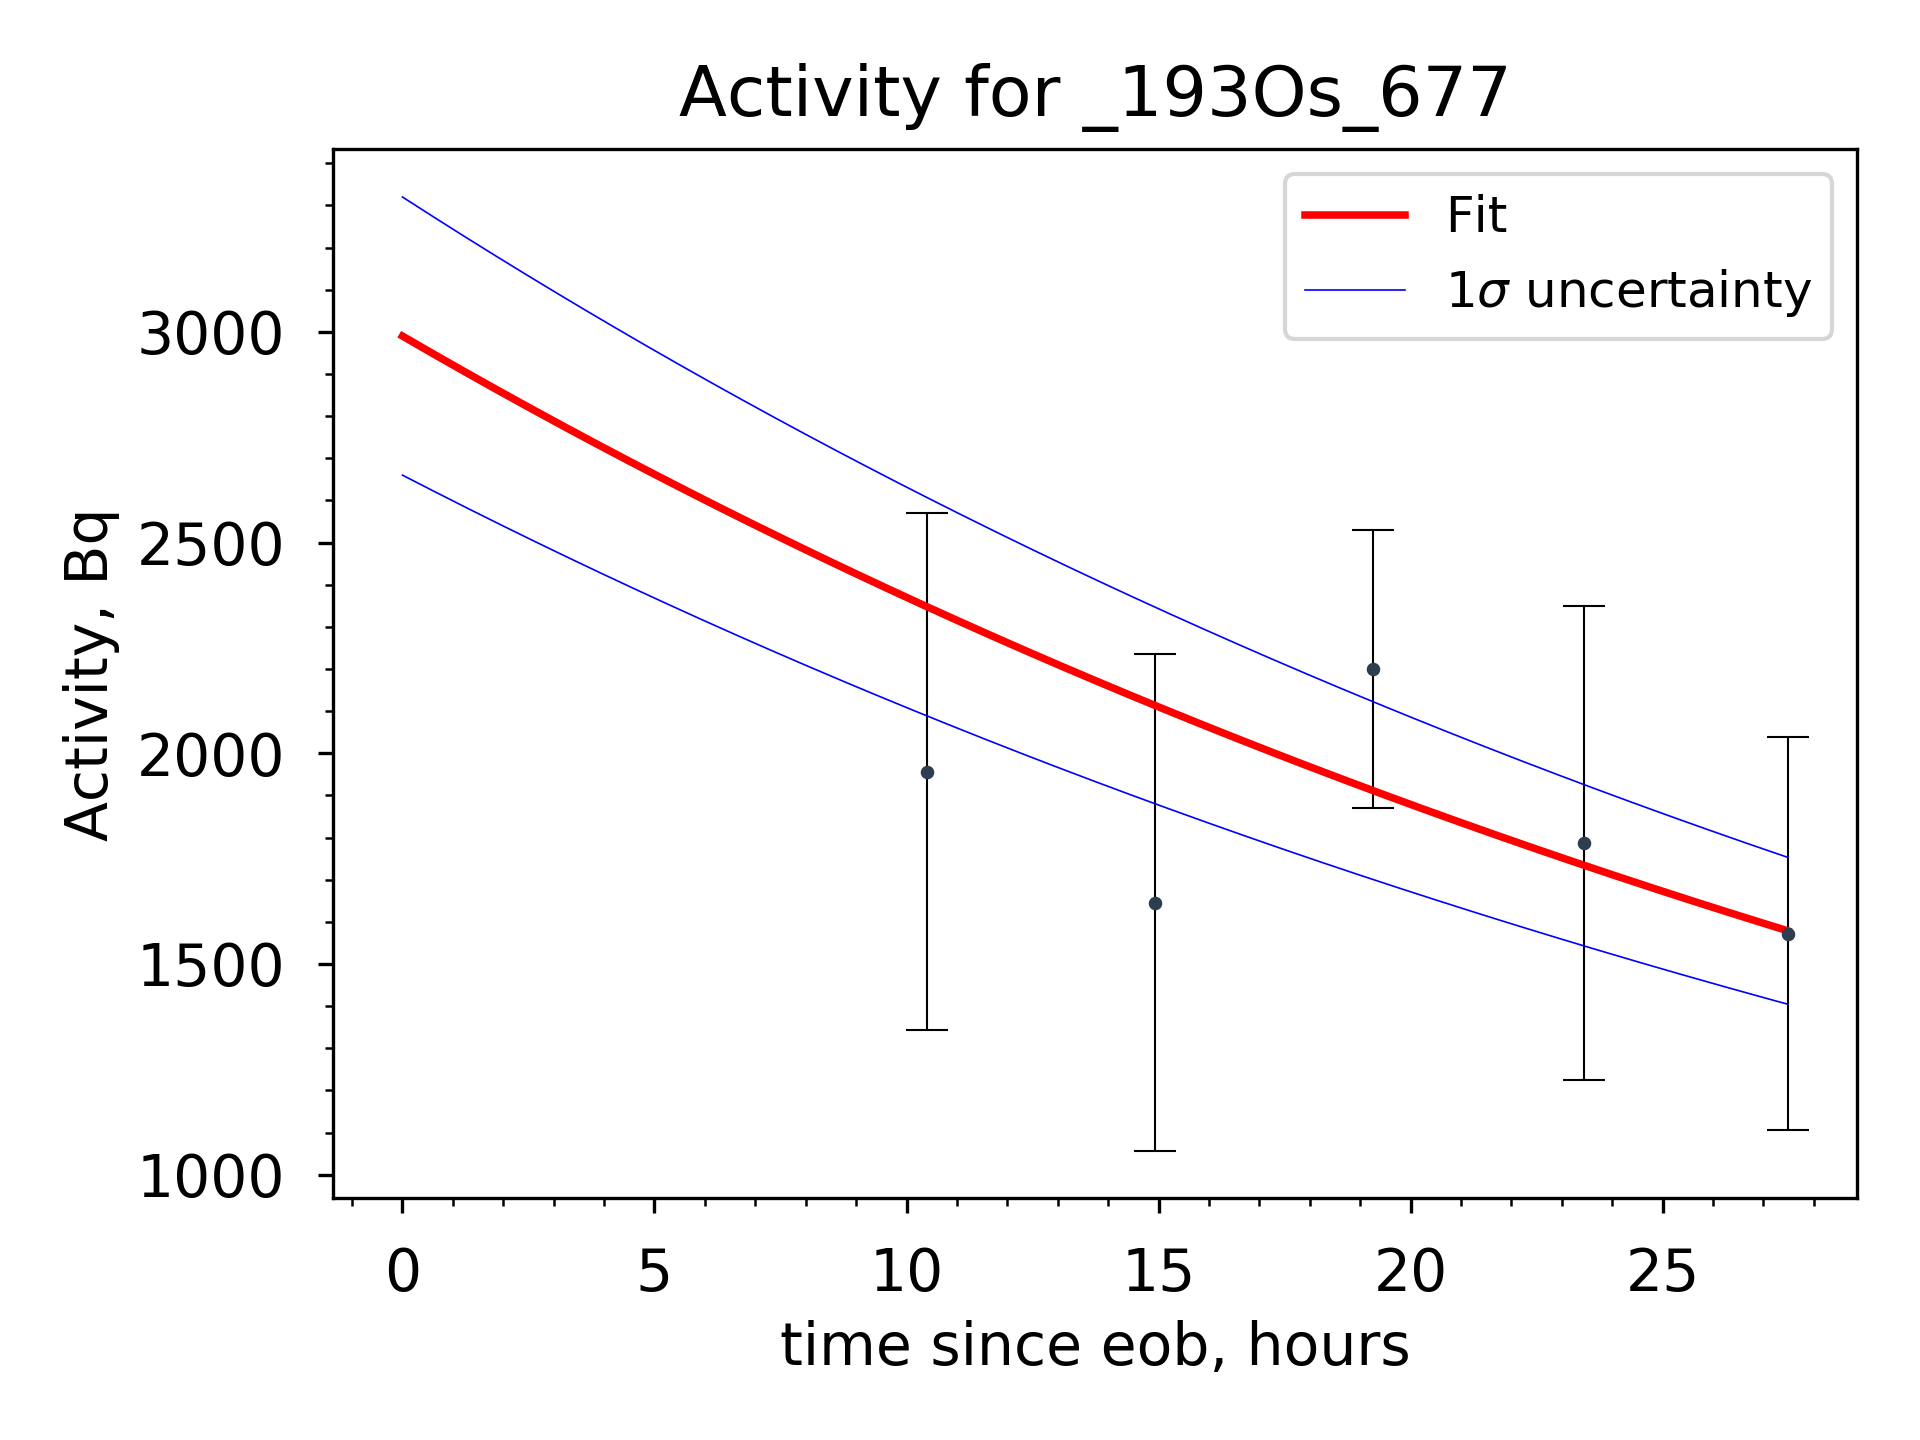 Activity for _193Os_677
Fit
1σ uncertainty
Activity, Bq
3000
2500
2000
1500
1000
0 5 10 15 20 25
time since eob, hours